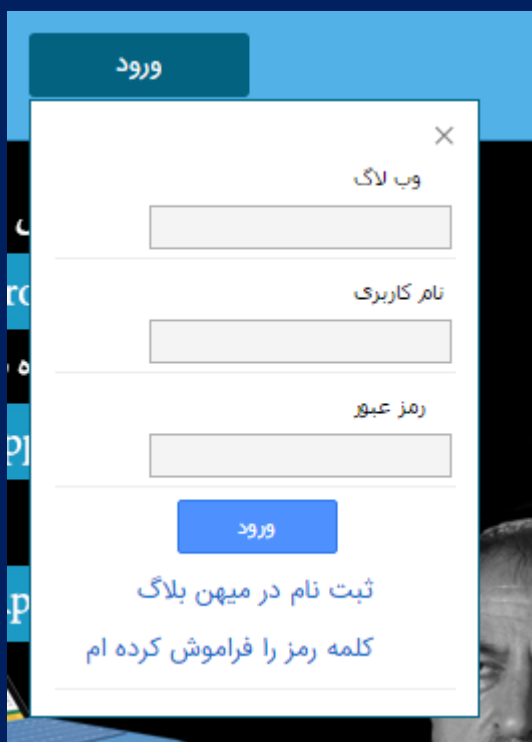 ورود
×
وب لاگ
نام کاربری
رمز عبور
ورود
ثبت نام در میهن بلاگ
کلمه رمز را فراموش کرده ام